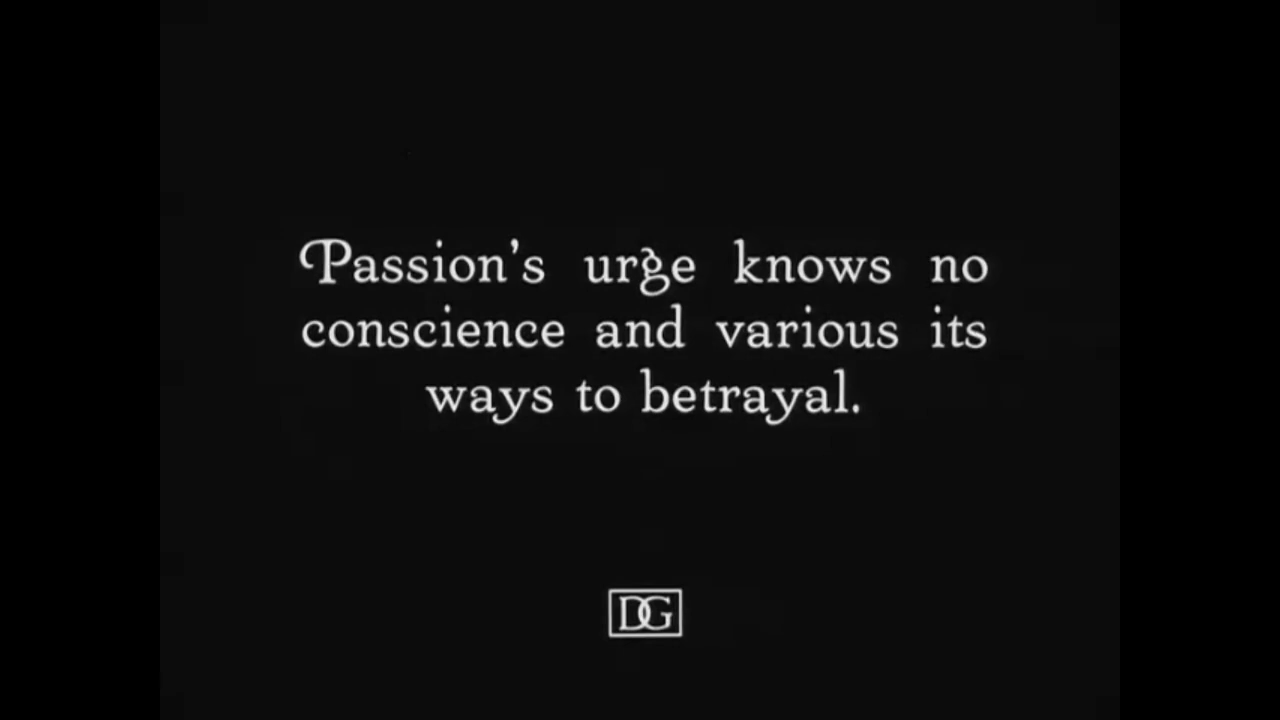 Passion's urge knows no
conscience and various its
ways to betrayal.
DG